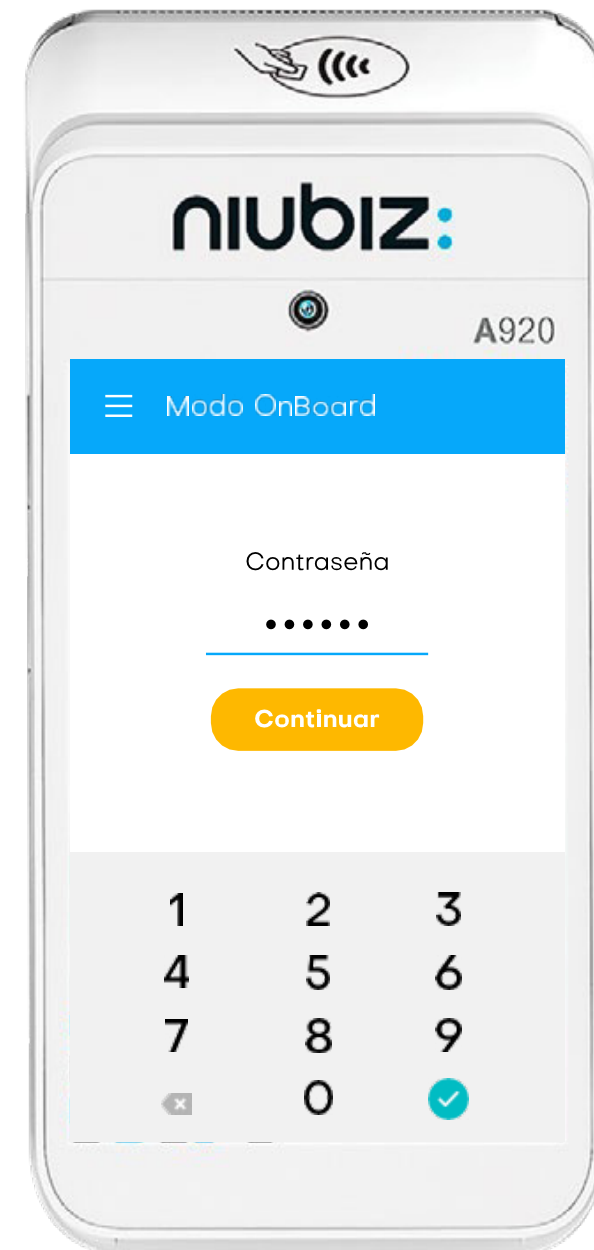 niubiz:
A920
Modo OnBoard
Contraseña
••••••
Continuar
1 2 3
4 5 6
7 8 9
0